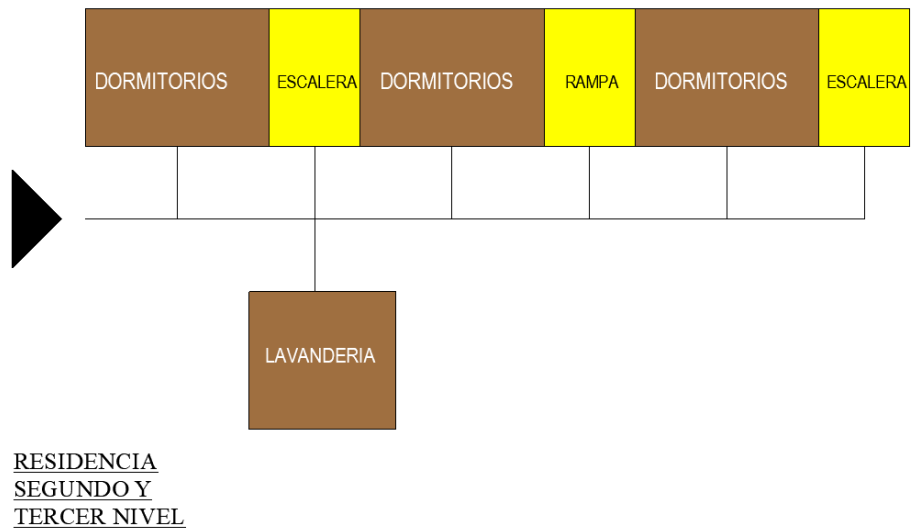 DORMITORIOS ESCALERA DORMITORIOS RAMPA DORMITORIOS ESCALERA
LAVANDERIA
RESIDENCIA
SEGUNDO Y
TERCER NIVEL